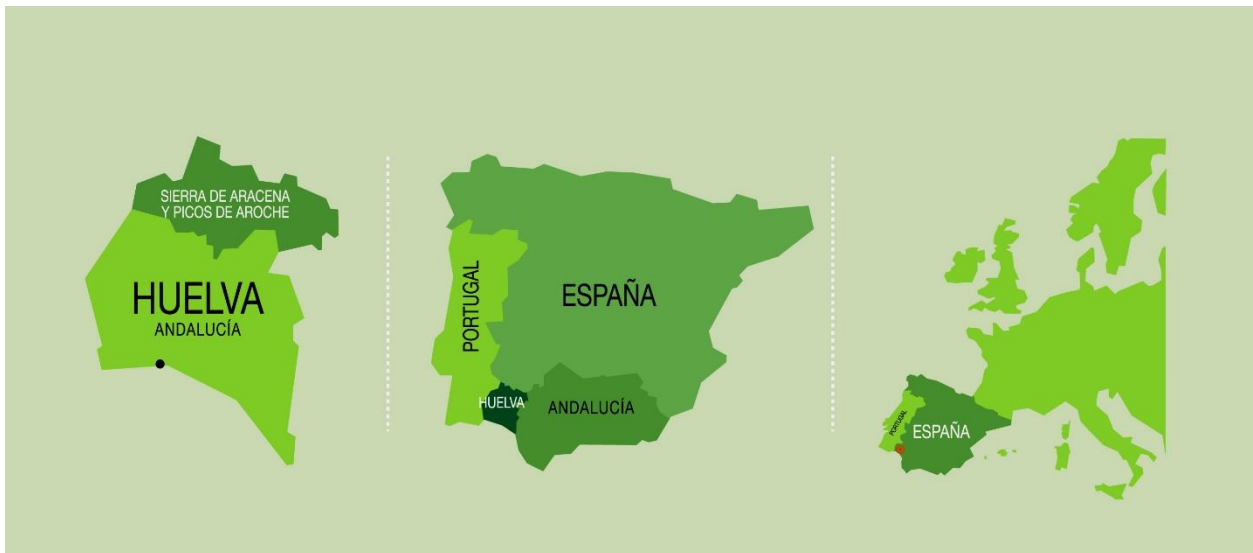 SIERRA DE ARACENA
Y PICOS DE AROCHE
HUELVA
ANDALUCÍA
PORTUGAL
ESPAÑA
HUELVA
ANDALUCÍA
PORTUGAL
ESPAÑA